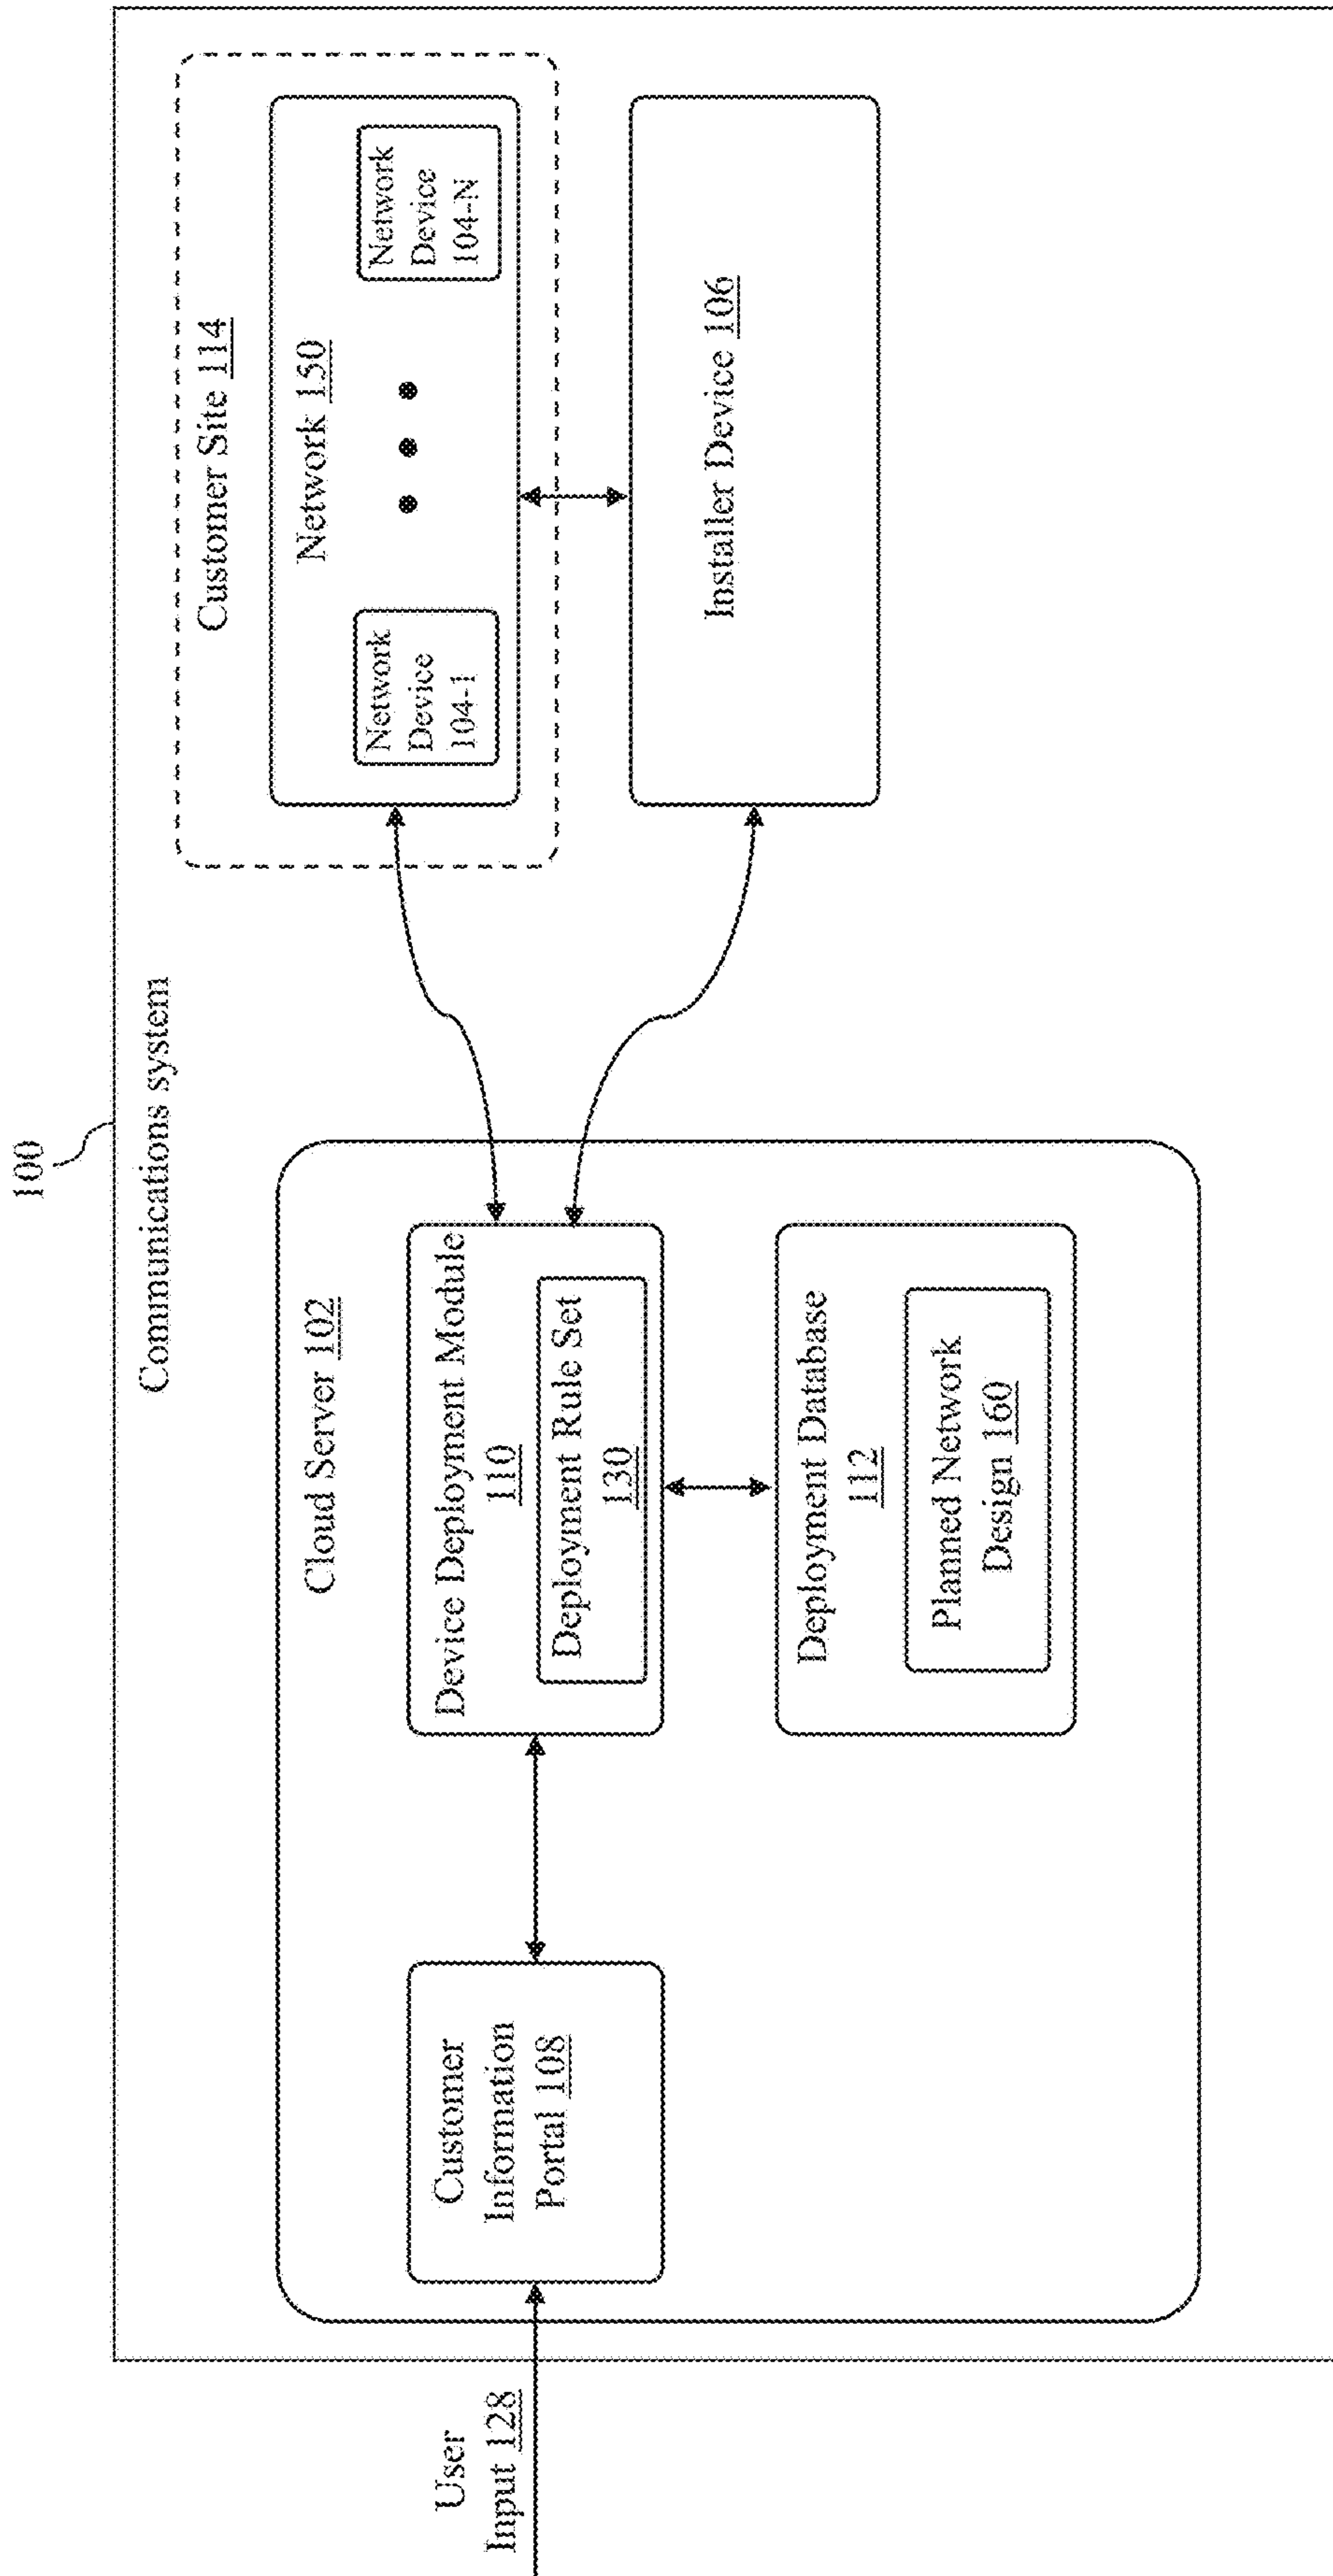 100
Communications system
User
Input 128
Cloud Server 102
Customer
Information
Portal 108
Device Deployment Module
110
Deployment Rule Set
130
Deployment Database
112
Planned Network
Design 160
Customer Site 114
Network 150
Network
Device
104-1
Network
Device
104-N
Installer Device 106